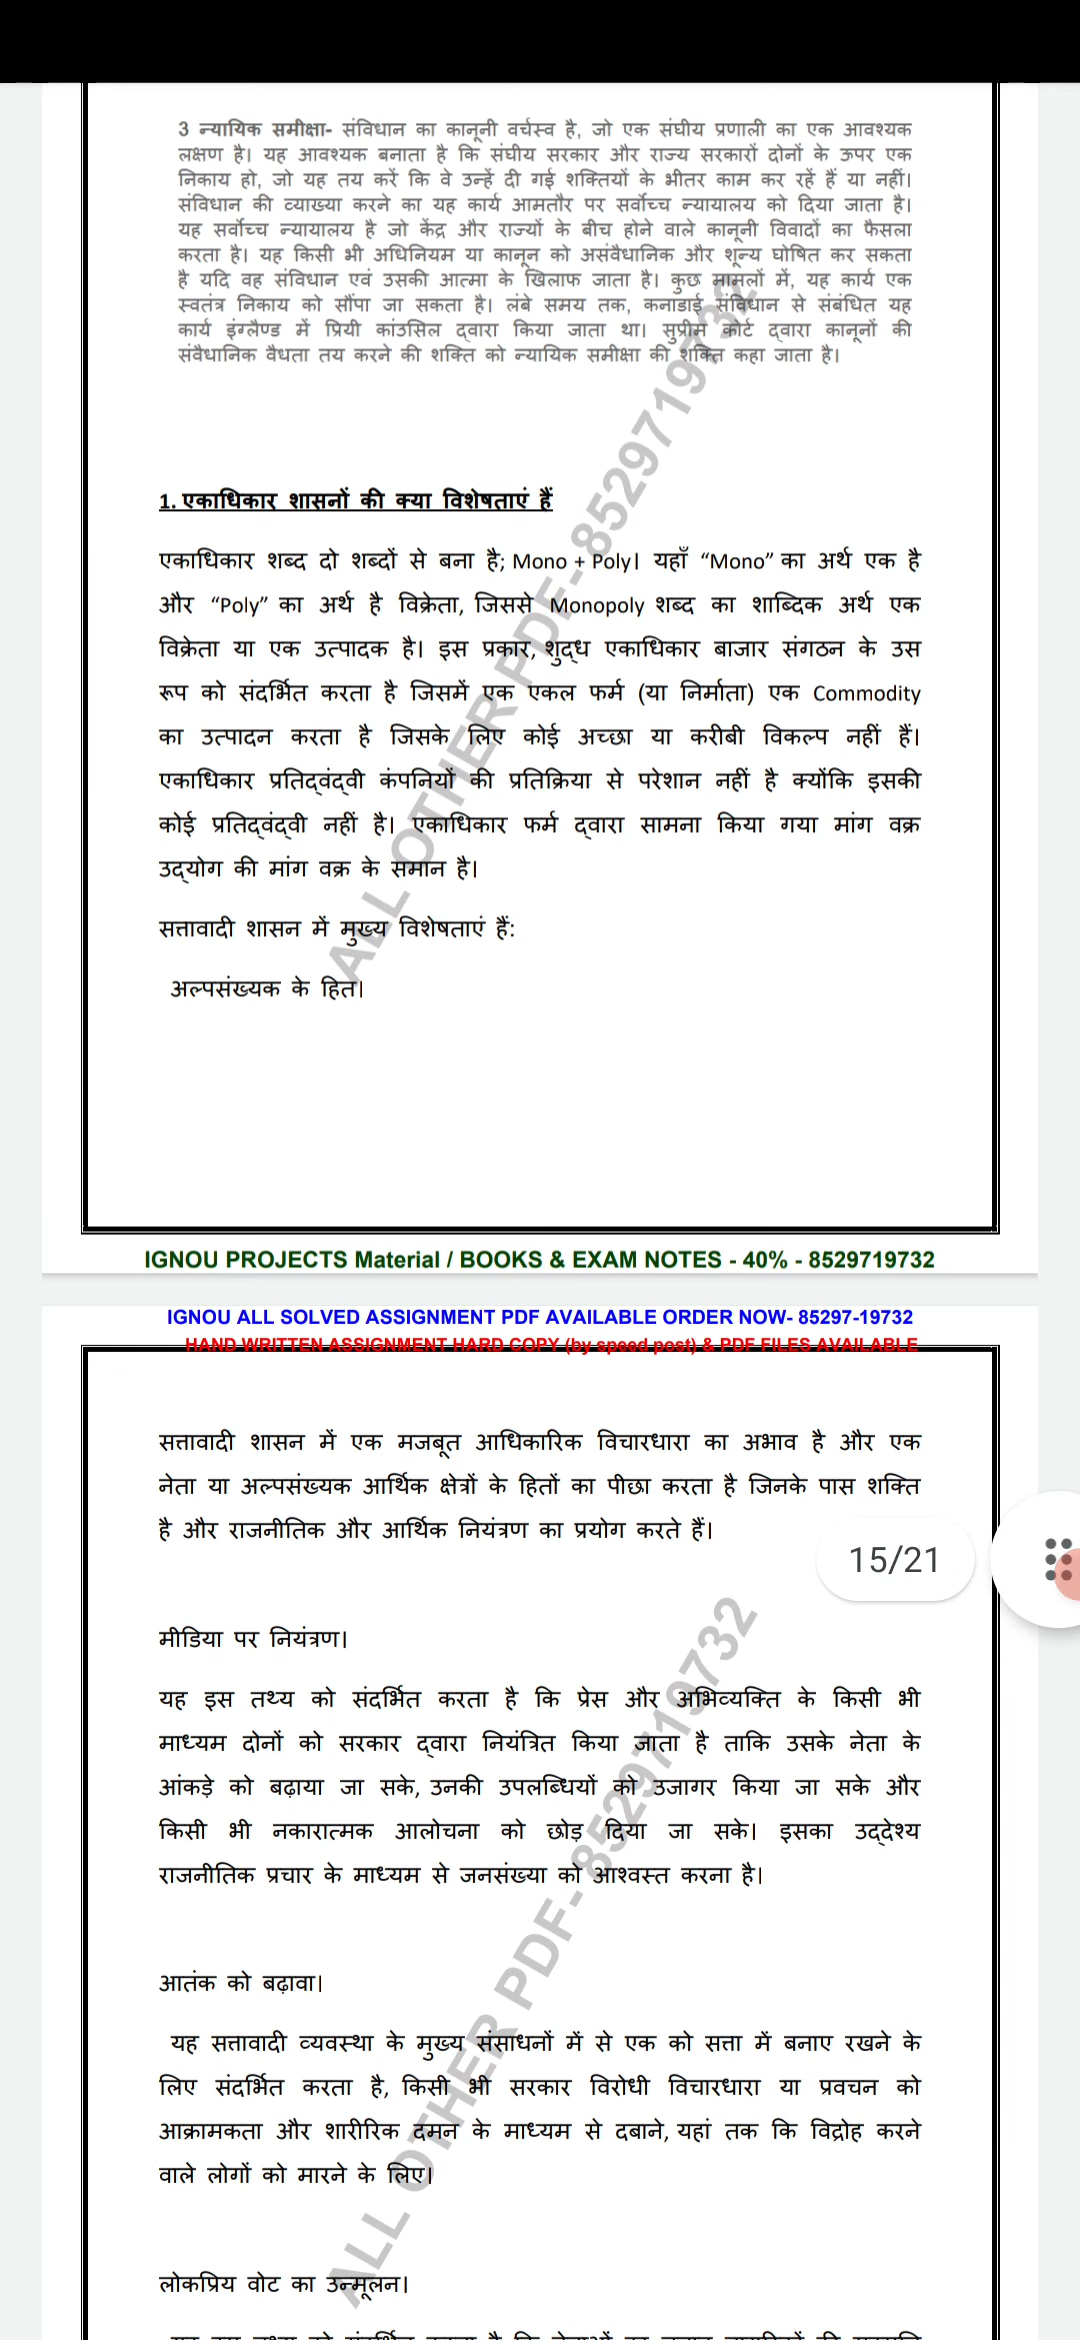 3 न्यायिक समीक्षा- संविधान का कानूनी वर्चस्व है, जो एक संघीय प्रणाली का एक आवश्यक
लक्षण है। यह आवश्यक बनाता है कि संघीय सरकार और राज्य सरकारों दोनों के ऊपर एक
निकाय हो, जो यह तय करें कि वे उन्हें दी गई शक्तियों के भीतर काम कर रहें हैं या नहीं।
संविधान की व्याख्या करने का यह कार्य आमतौर पर सर्वोच्च न्यायालय को दिया जाता है।
यह सर्वोच्च न्यायालय है जो केंद्र और राज्यों के बीच होने वाले कानूनी विवादों का फैसला
करता है। यह किसी भी अधिनियम या कानून को असंवैधानिक और शून्य घोषित कर सकता
है यदि वह संविधान एवं उसकी आत्मा के खिलाफ जाता है। कुछ मामलों में, यह कार्य एक
स्वतंत्र निकाय को सौंपा जा सकता है। लंबे समय तक, कनाडाई संविधान से संबंधित यह
कार्य इंग्लैण्ड में प्रियी कांउसिल द्वारा किया जाता था। सुप्रीम कोर्ट द्वारा कानूनों की
संवैधानिक वैधता तय करने की शक्ति को न्यायिक समीक्षा की शक्ति कहा जाता है।
1. एकाधिकार शासनों की क्या विशेषताएं हैं
एकाधिकार शब्द दो शब्दों से बना है; Mono + Poly। यहाँ “Mono” का अर्थ एक है
और “Poly” का अर्थ है विक्रेता, जिससे Monopoly शब्द का शाब्दिक अर्थ एक
विक्रेता या एक उत्पादक है। इस प्रकार, शुद्ध एकाधिकार बाजार संगठन के उस
रूप को संदर्भित करता है जिसमें एक एकल फर्म (या निर्माता) एक Commodity
का उत्पादन करता है जिसके लिए कोई अच्छा या करीबी विकल्प नहीं हैं।
एकाधिकार प्रतिद्वंद्वी कंपनियों की प्रतिक्रिया से परेशान नहीं है क्योंकि इसकी
कोई प्रतिद्वंद्वी नहीं है। एकाधिकार फर्म द्वारा सामना किया गया मांग वक्र
उद्योग की मांग वक्र के समान है।
सत्तावादी शासन में मुख्य विशेषताएं हैं:
अल्पसंख्यक के हित।
ALL OTHER PDF- 8529719732
IGNOU PROJECTS Material / BOOKS & EXAM NOTES - 40% - 8529719732
IGNOU ALL SOLVED ASSIGNMENT PDF AVAILABLE ORDER NOW- 85297-19732
HAND WRITTEN ASSIGNMENT HARD COPY (by speed post) & PDF FILES AVAILABLE
सत्तावादी शासन में एक मजबूत आधिकारिक विचारधारा का अभाव है और एक
नेता या अल्पसंख्यक आर्थिक क्षेत्रों के हितों का पीछा करता है जिनके पास शक्ति
है और राजनीतिक और आर्थिक नियंत्रण का प्रयोग करते हैं।
15/21
मीडिया पर नियंत्रण।
यह इस तथ्य को संदर्भित करता है कि प्रेस और अभिव्यक्ति के किसी भी
माध्यम दोनों को सरकार द्वारा नियंत्रित किया जाता है ताकि उसके नेता के
आंकड़े को बढ़ाया जा सके, उनकी उपलब्धियों को उजागर किया जा सके और
किसी भी नकारात्मक आलोचना को छोड़ दिया जा सके। इसका उद्देश्य
राजनीतिक प्रचार के माध्यम से जनसंख्या को आश्वस्त करना है।
आतंक को बढ़ावा।
यह सत्तावादी व्यवस्था के मुख्य संसाधनों में से एक को सत्ता में बनाए रखने के
लिए संदर्भित करता है, किसी भी सरकार विरोधी विचारधारा या प्रवचन को
आक्रामकता और शारीरिक दमन के माध्यम से दबाने, यहां तक कि विद्रोह करने
वाले लोगों को मारने के लिए।
लोकप्रिय वोट का उन्मूलन।
ALL OTHER PDF- 8529719732